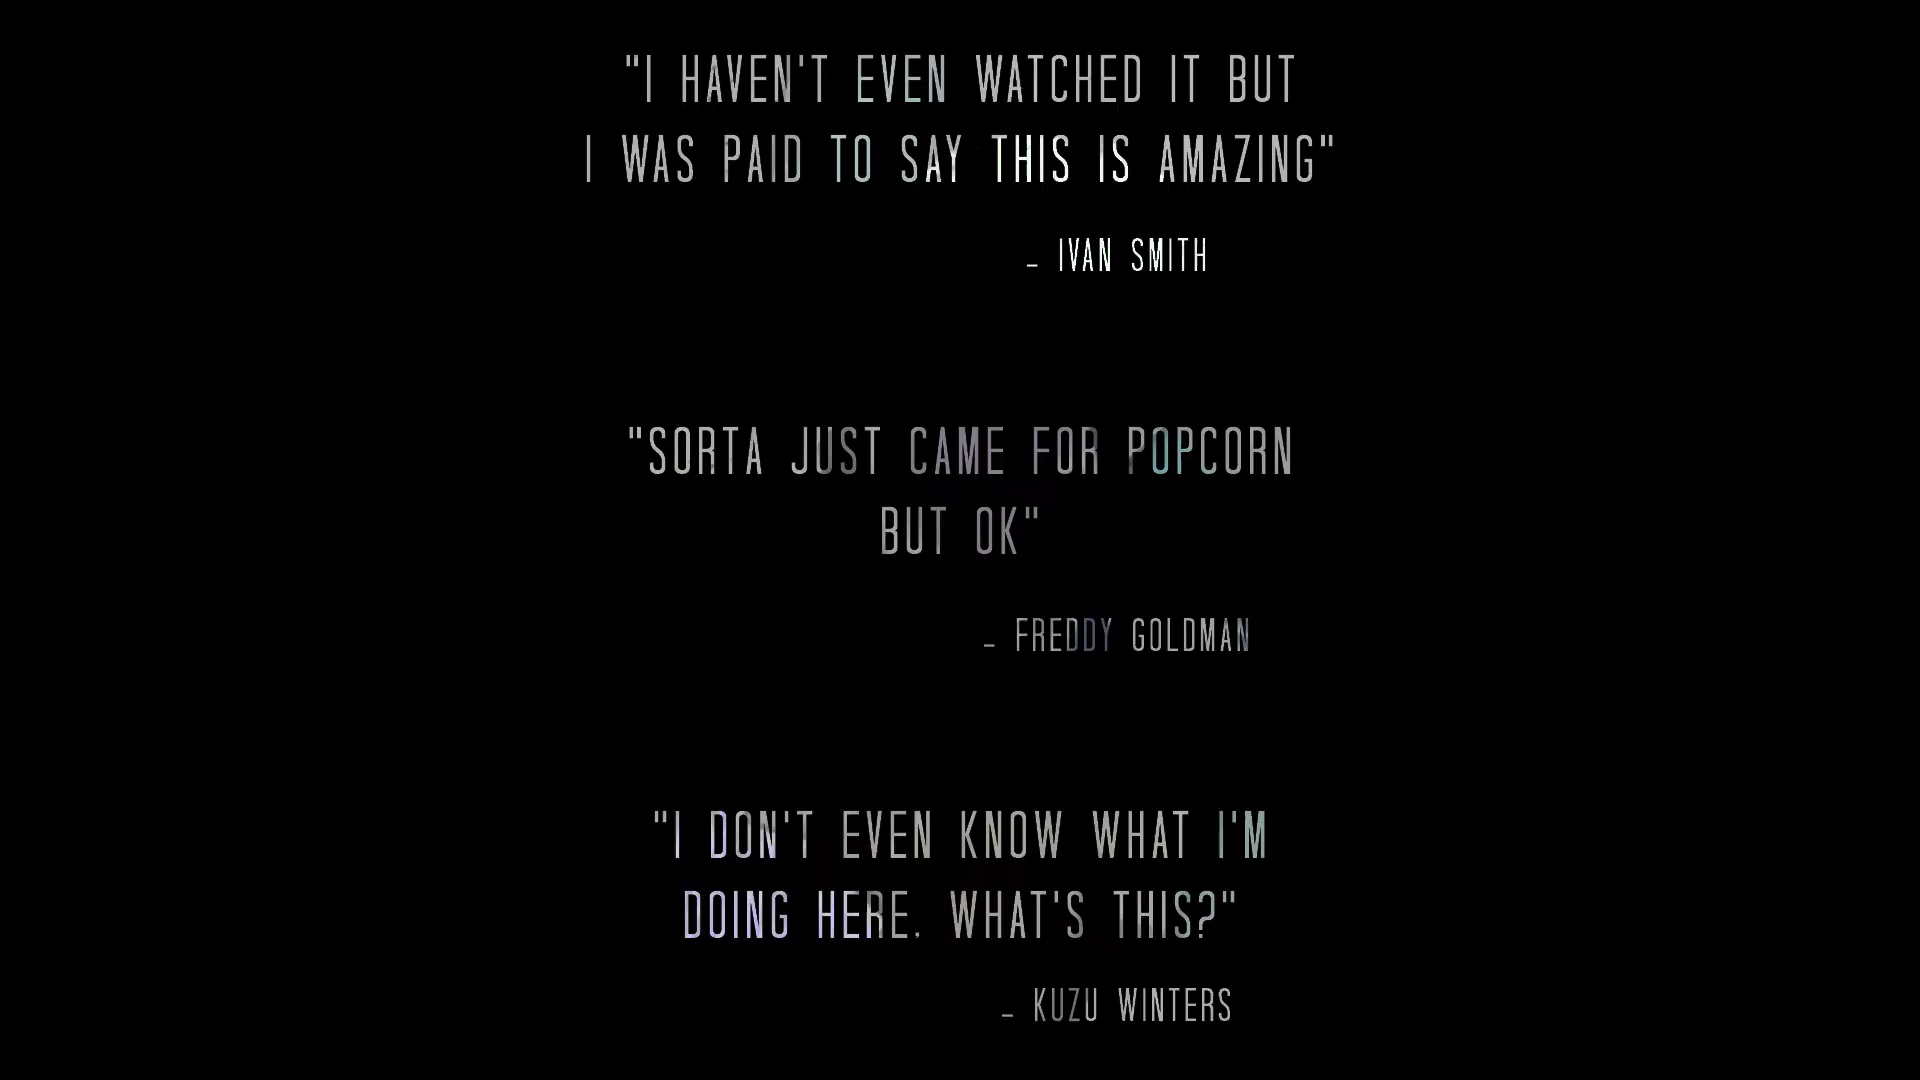 "I HAVEN'T EVEN WATCHED IT BUT
I WAS PAID TO SAY THIS IS AMAZING"
- IVAN SMITH
"SORTA JUST CAME FOR POPCORN
BUT OK"
- FREDDY GOLDMAN
"I DON'T EVEN KNOW WHAT I'M
DOING HERE. WHAT'S THIS?"
- KUZU WINTERS